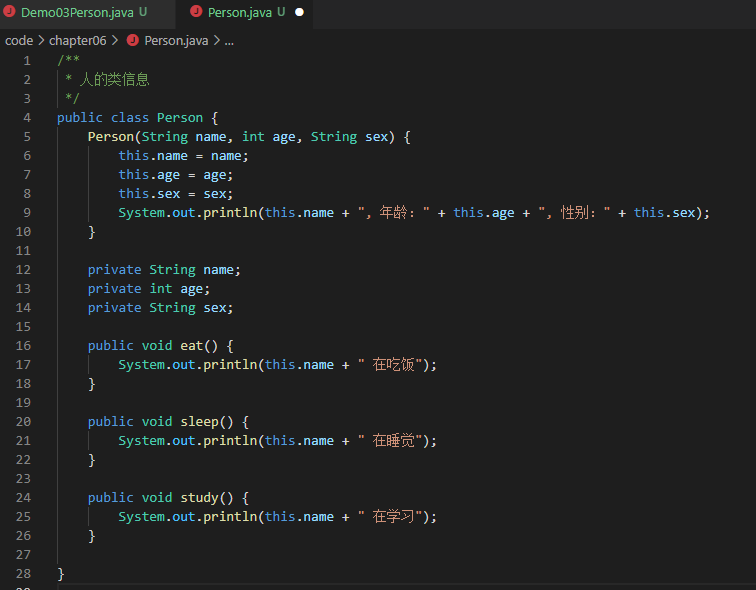 Demo03Person.java U
Person.java U
code > chapter06 > Person.java > ...
1 /**
2  * 人的类信息
3  */
4 public class Person {
5     Person(String name, int age, String sex) {
6         this.name = name;
7         this.age = age;
8         this.sex = sex;
9         System.out.println(this.name + ", 年龄：" + this.age + ", 性别：" + this.sex);
10     }
11
12     private String name;
13     private int age;
14     private String sex;
15
16     public void eat() {
17         System.out.println(this.name + " 在吃饭");
18     }
19
20     public void sleep() {
21         System.out.println(this.name + " 在睡觉");
22     }
23
24     public void study() {
25         System.out.println(this.name + " 在学习");
26     }
27
28 }